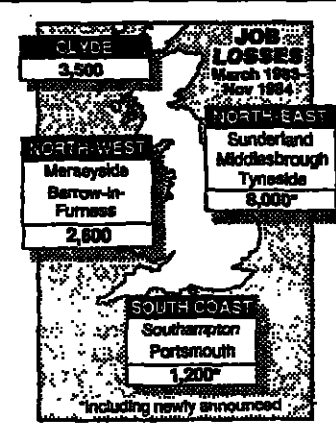 CLYDE
3,500
JOB
LOSSES
March 1983-
Nov 1984
NORTH-EAST
Sunderland
Middlesbrough
Tyneside
8,000*
NORTH-WEST
Merseyside
Barrow-in-
Furness
2,600
SOUTH COAST
Southampton
Portsmouth
1,200*
*including newly announced